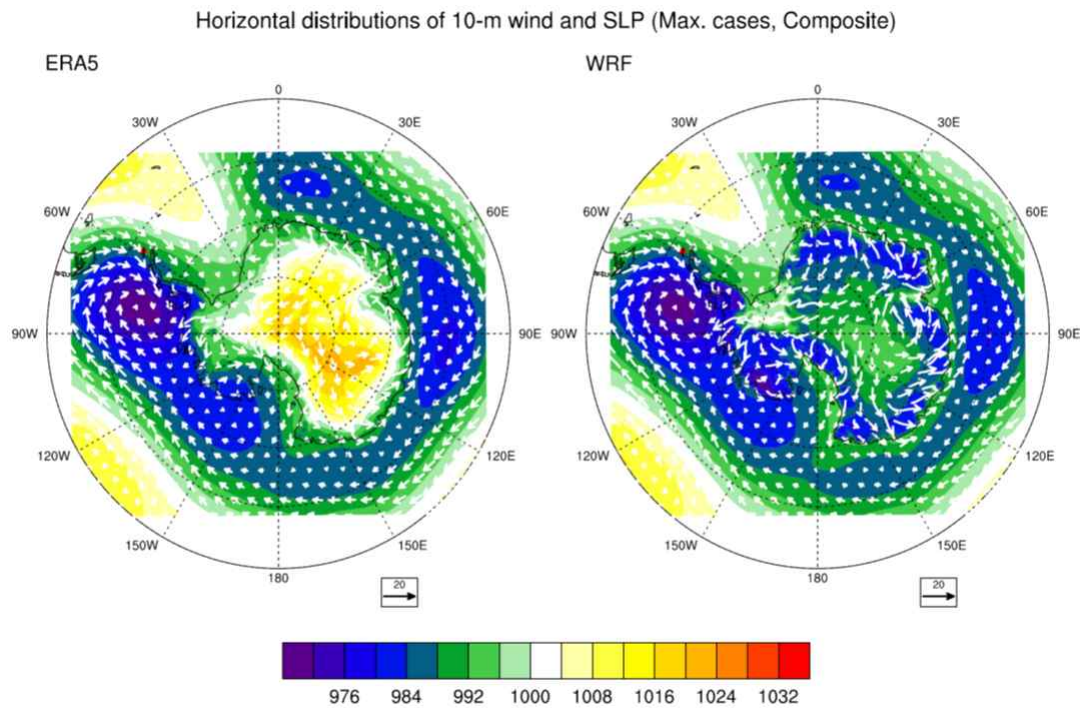 Horizontal distributions of 10-m wind and SLP (Max. cases, Composite)
ERA5
WRF
0
30W
30E
60W
60E
90W
90E
120W
120E
150W
150E
180
20
0
30W
30E
60W
60E
90W
90E
120W
120E
150W
150E
180
20
976 984 992 1000 1008 1016 1024 1032